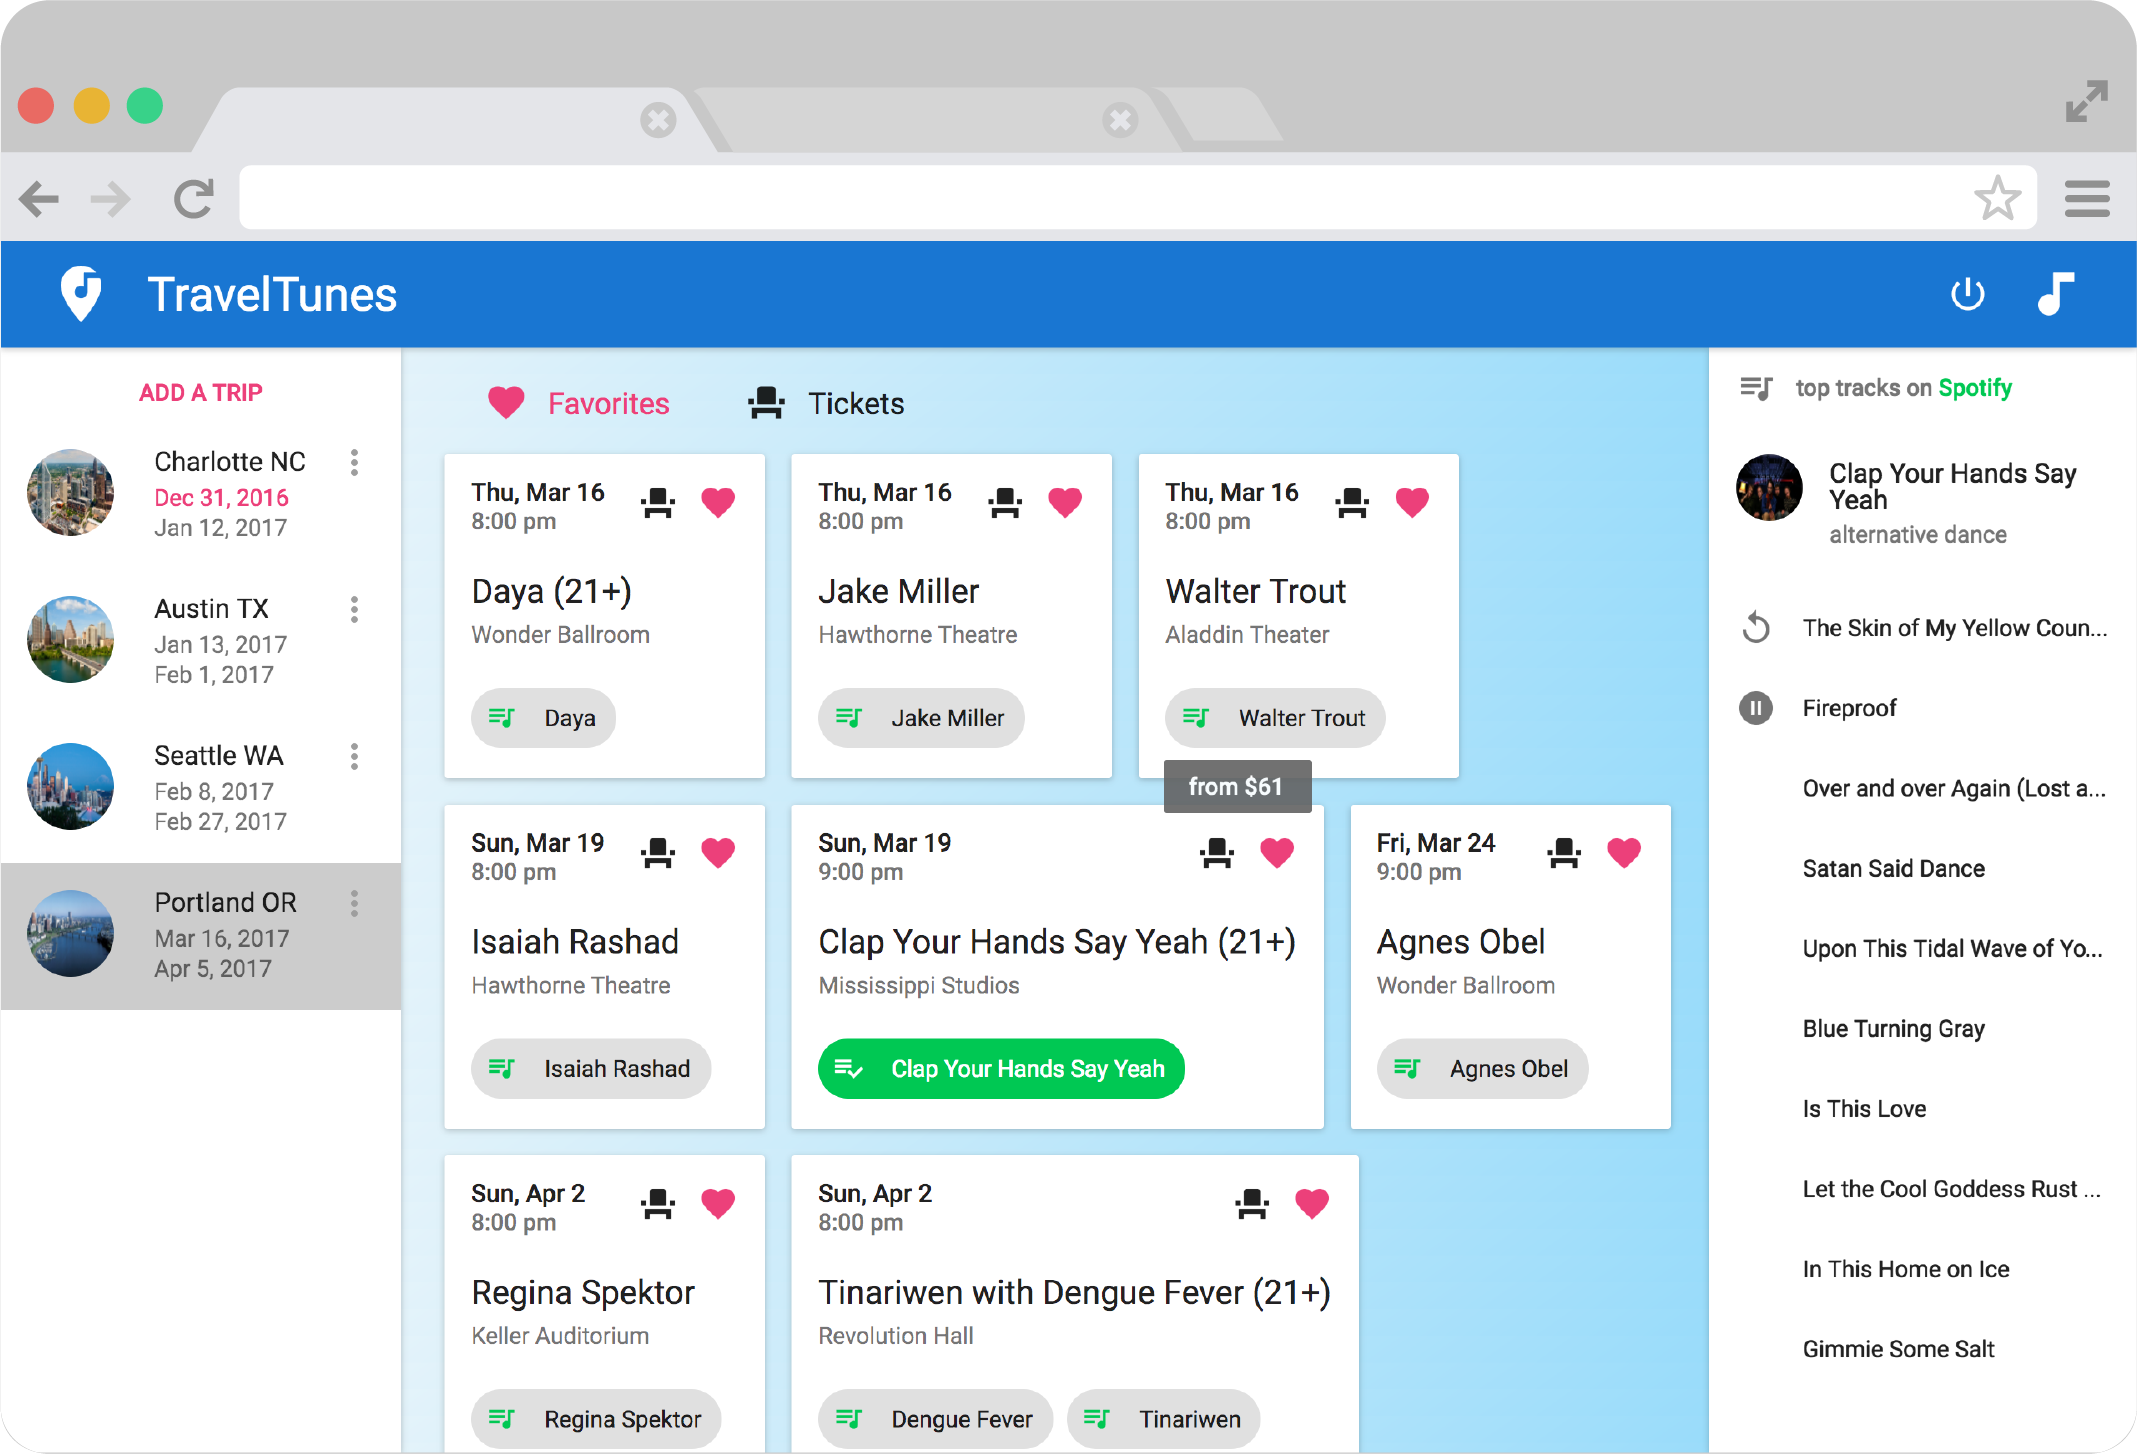 TravelTunes
ADD A TRIP
Charlotte NC
Dec 31, 2016
Jan 12, 2017
Austin TX
Jan 13, 2017
Feb 1, 2017
Seattle WA
Feb 8, 2017
Feb 27, 2017
Portland OR
Mar 16, 2017
Apr 5, 2017
Favorites
Tickets
Thu, Mar 16
8:00 pm
Daya (21+)
Wonder Ballroom
Daya
Thu, Mar 16
8:00 pm
Jake Miller
Hawthorne Theatre
Jake Miller
Thu, Mar 16
8:00 pm
Walter Trout
Aladdin Theater
Walter Trout
from $61
Sun, Mar 19
8:00 pm
Isaiah Rashad
Hawthorne Theatre
Isaiah Rashad
Sun, Mar 19
9:00 pm
Clap Your Hands Say Yeah (21+)
Mississippi Studios
Clap Your Hands Say Yeah
Fri, Mar 24
9:00 pm
Agnes Obel
Wonder Ballroom
Agnes Obel
Sun, Apr 2
8:00 pm
Regina Spektor
Keller Auditorium
Regina Spektor
Sun, Apr 2
8:00 pm
Tinariwen with Dengue Fever (21+)
Revolution Hall
Dengue Fever
Tinariwen
top tracks on Spotify
Clap Your Hands Say
Yeah
alternative dance
The Skin of My Yellow Coun...
Fireproof
Over and over Again (Lost a...
Satan Said Dance
Upon This Tidal Wave of Yo...
Blue Turning Gray
Is This Love
Let the Cool Goddess Rust ...
In This Home on Ice
Gimmie Some Salt